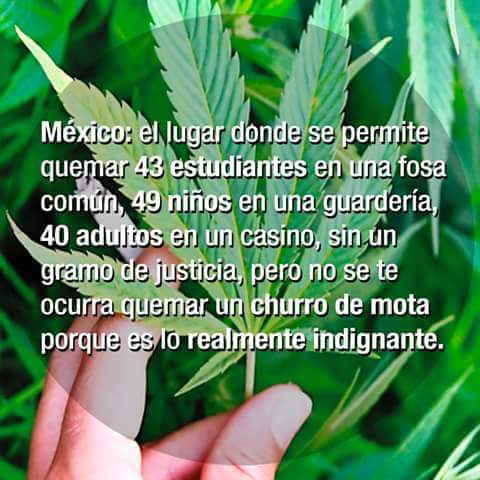 México: el lugar donde se permite
quemar 43 estudiantes en una fosa
común, 49 niños en una guardería,
40 adultos en un casino, sin un
gramo de justicia, pero no se te
ocurra quemar un churro de mota
porque es lo realmente indignante.